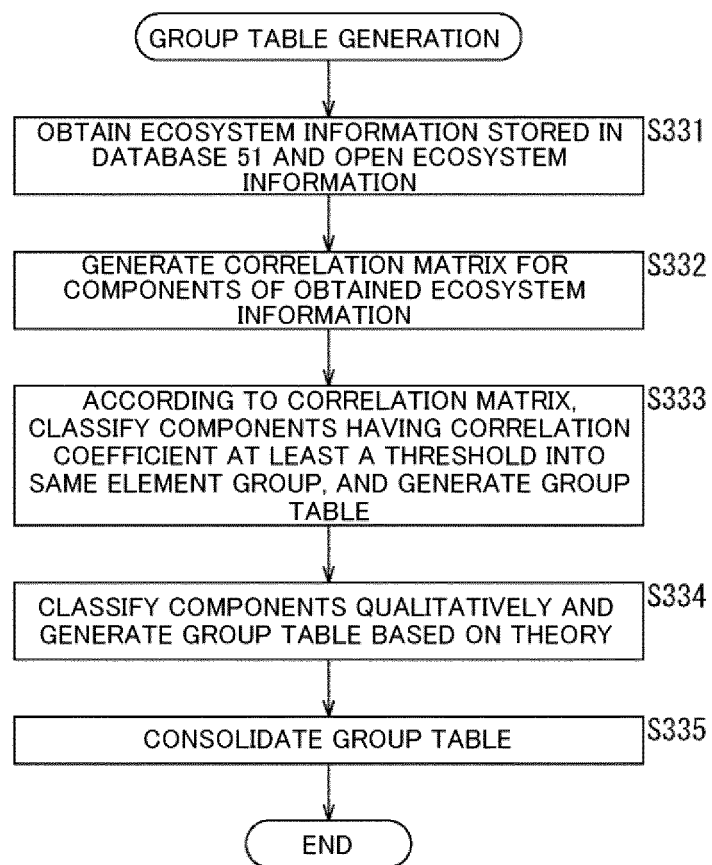 GROUP TABLE GENERATION
OBTAIN ECOSYSTEM INFORMATION STORED IN
DATABASE 51 AND OPEN ECOSYSTEM
INFORMATION
S331
GENERATE CORRELATION MATRIX FOR
COMPONENTS OF OBTAINED ECOSYSTEM
INFORMATION
S332
ACCORDING TO CORRELATION MATRIX,
CLASSIFY COMPONENTS HAVING CORRELATION
COEFFICIENT AT LEAST A THRESHOLD INTO
SAME ELEMENT GROUP, AND GENERATE GROUP
TABLE
S333
CLASSIFY COMPONENTS QUALITATIVELY AND
GENERATE GROUP TABLE BASED ON THEORY
S334
CONSOLIDATE GROUP TABLE
S335
END